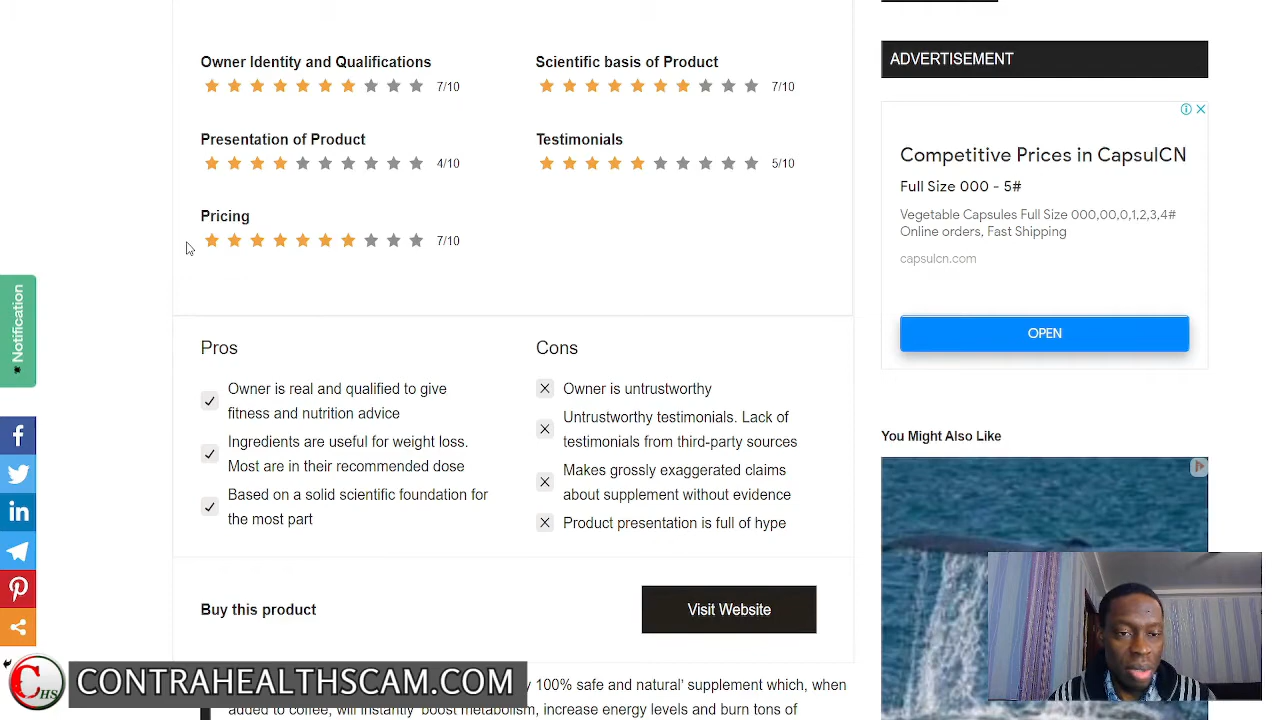 Owner Identity and Qualifications
7/10
Scientific basis of Product
7/10
Presentation of Product
4/10
Testimonials
5/10
Pricing
7/10
Pros
Owner is real and qualified to give
fitness and nutrition advice
Ingredients are useful for weight loss.
Most are in their recommended dose
Based on a solid scientific foundation for
the most part
Cons
Owner is untrustworthy
Untrustworthy testimonials. Lack of
testimonials from third-party sources
Makes grossly exaggerated claims
about supplement without evidence
Product presentation is full of hype
Buy this product
Visit Website
y 100% safe and natural' supplement which, when
added to coffee, will instantly 'boost metabolism, increase energy levels and burn tons of
ADVERTISEMENT
Competitive Prices in CapsulCN
Full Size 000 - 5#
Vegetable Capsules Full Size 000,00,0,1,2,3,4#
Online orders, Fast Shipping
capsulcn.com
OPEN
You Might Also Like
Notification
CHS
CONTRAHEALTHSCAM.COM